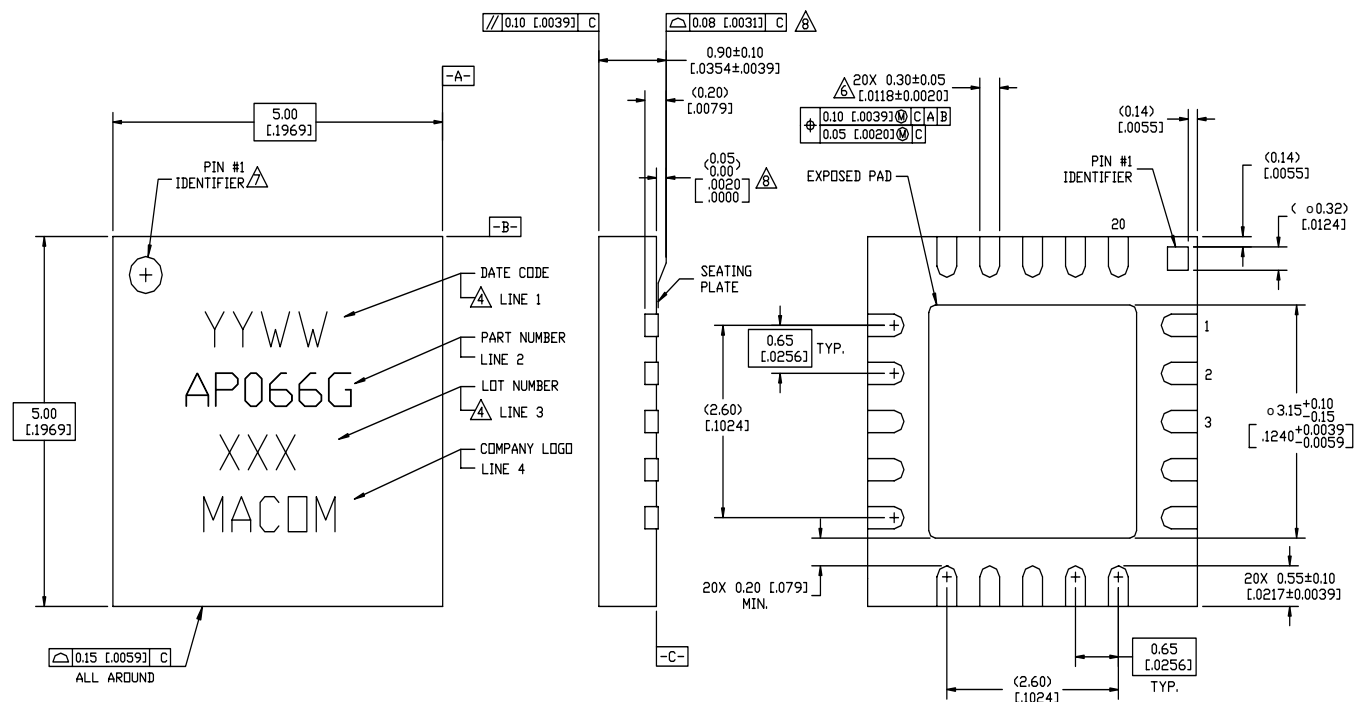 // 0.10 [.0039] C
⌓ 0.08 [.0031] C 8
0.90±0.10
[.0354±.0039]
(0.20)
[.0079]
(0.05
0.00)
[.0020
.0000] 8
-A-
5.00
[.1969]
PIN #1
IDENTIFIER 7
-B-
DATE CODE
4 LINE 1
PART NUMBER
LINE 2
LOT NUMBER
4 LINE 3
COMPANY LOGO
LINE 4
YYWW
AP066G
XXX
MACOM
5.00
[.1969]
⌓ 0.15 [.0059] C
ALL AROUND
SEATING
PLATE
-C-
6 20X 0.30±0.05
[.0118±0.0020]
⌖ 0.10 [.0039] Ⓜ C A B
0.05 [.0020] Ⓜ C
EXPOSED PAD
(0.14)
[.0055]
PIN #1
IDENTIFIER
(0.14)
[.0055]
( □0.32)
[.0124]
20
1
2
3
0.65
[.0256] TYP.
(2.60)
[.1024]
□3.15+0.10
-0.15
[.1240+0.0039
-0.0059]
20X 0.20 [.079]
MIN.
20X 0.55±0.10
[.0217±0.0039]
0.65
[.0256]
TYP.
(2.60)
[.1024]